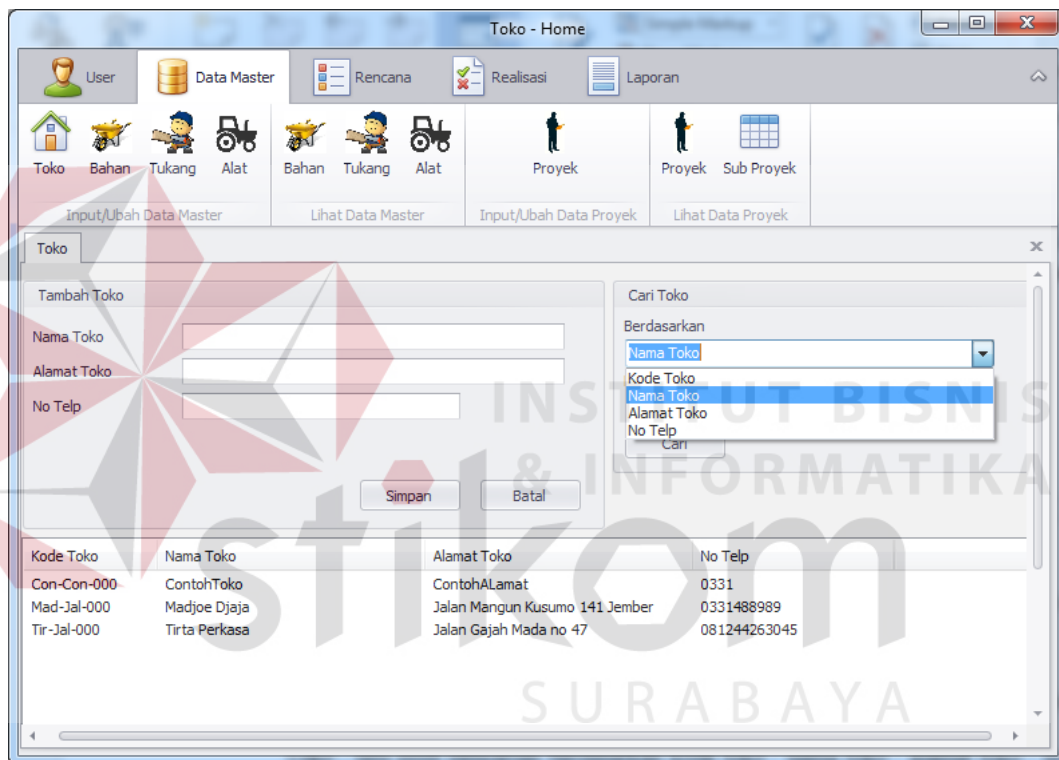 Toko - Home
User
Data Master
Rencana
Realisasi
Laporan
Toko Bahan Tukang Alat
Bahan Tukang Alat
Proyek
Proyek Sub Proyek
Input/Ubah Data Master
Lihat Data Master
Input/Ubah Data Proyek
Lihat Data Proyek
Toko
Tambah Toko
Nama Toko
Alamat Toko
No Telp
Simpan Batal
Cari Toko
Berdasarkan
Nama Toko
Kode Toko
Nama Toko
Alamat Toko
No Telp
Cari
Kode Toko Nama Toko Alamat Toko No Telp
Con-Con-000 ContohToko ContohALamat 0331
Mad-Jal-000 Madjoe Djaja Jalan Mangun Kusumo 141 Jember 0331488989
Tir-Jal-000 Tirta Perkasa Jalan Gajah Mada no 47 081244263045
INSTITUT BISNIS
& INFORMATIKA
stikom
SURABAYA